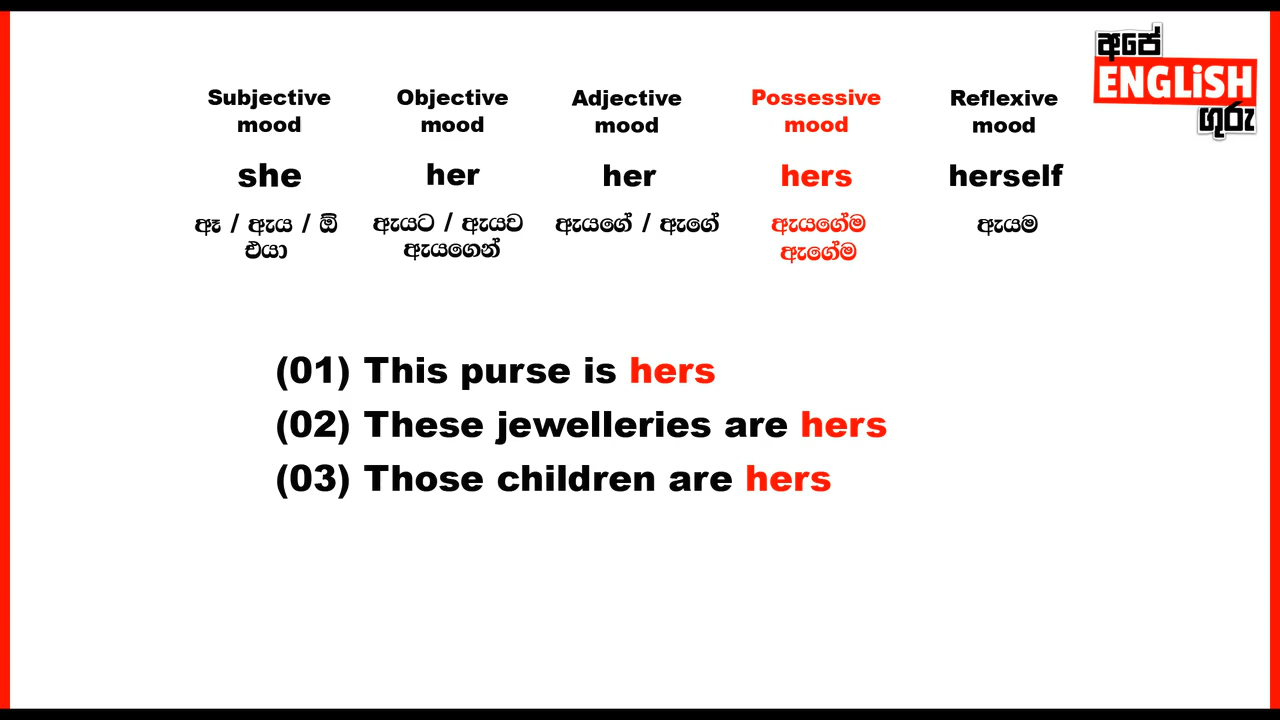 අපේ
ENGLiSH
ගුරු
Subjective mood
Objective mood
Adjective mood
Possessive mood
Reflexive mood
she
her
her
hers
herself
ඈ / ඇය / ඕ
එයා
ඇයට / ඇයව
ඇයගෙන්
ඇයගේ / ඇගේ
ඇයගේම
ඇගේම
ඇයම
(01) This purse is hers
(02) These jewelleries are hers
(03) Those children are hers